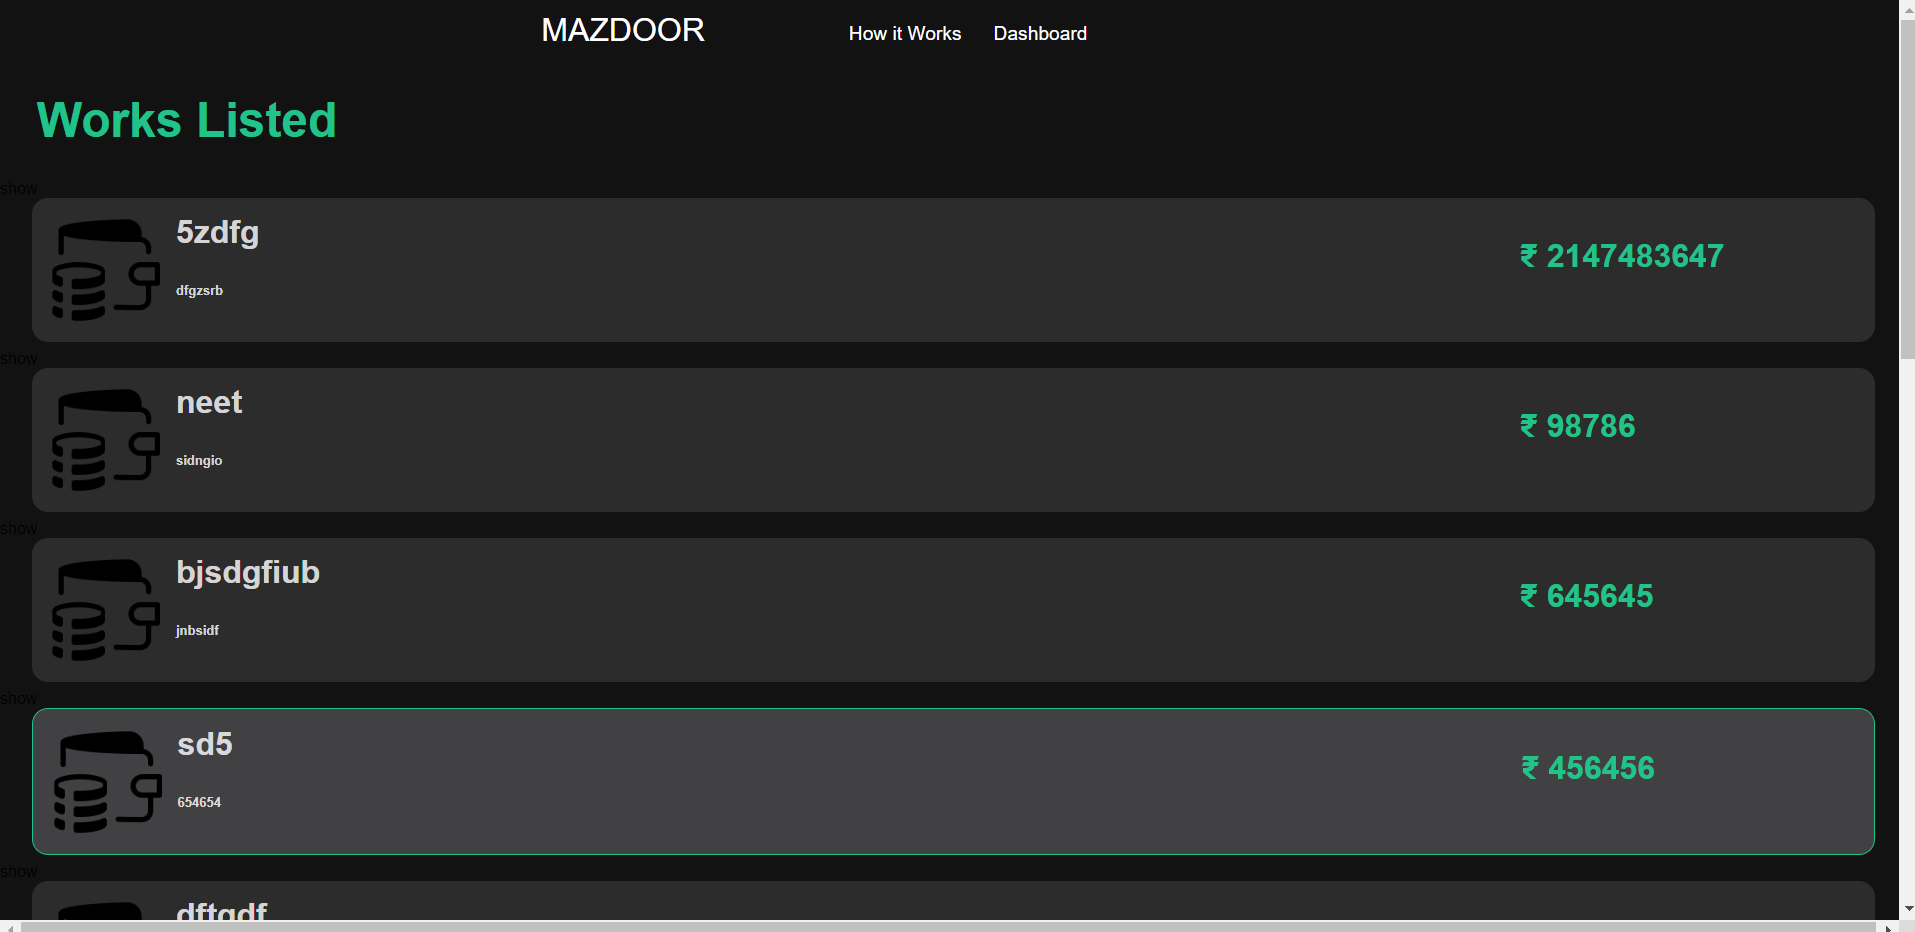 MAZDOOR How it Works Dashboard
Works Listed
show
5zdfg
₹ 2147483647
dfgzsrb
show
neet
₹ 98786
sidngio
show
bjsdgfiub
₹ 645645
jnbsidf
show
sd5
₹ 456456
654654
show
dftgdf